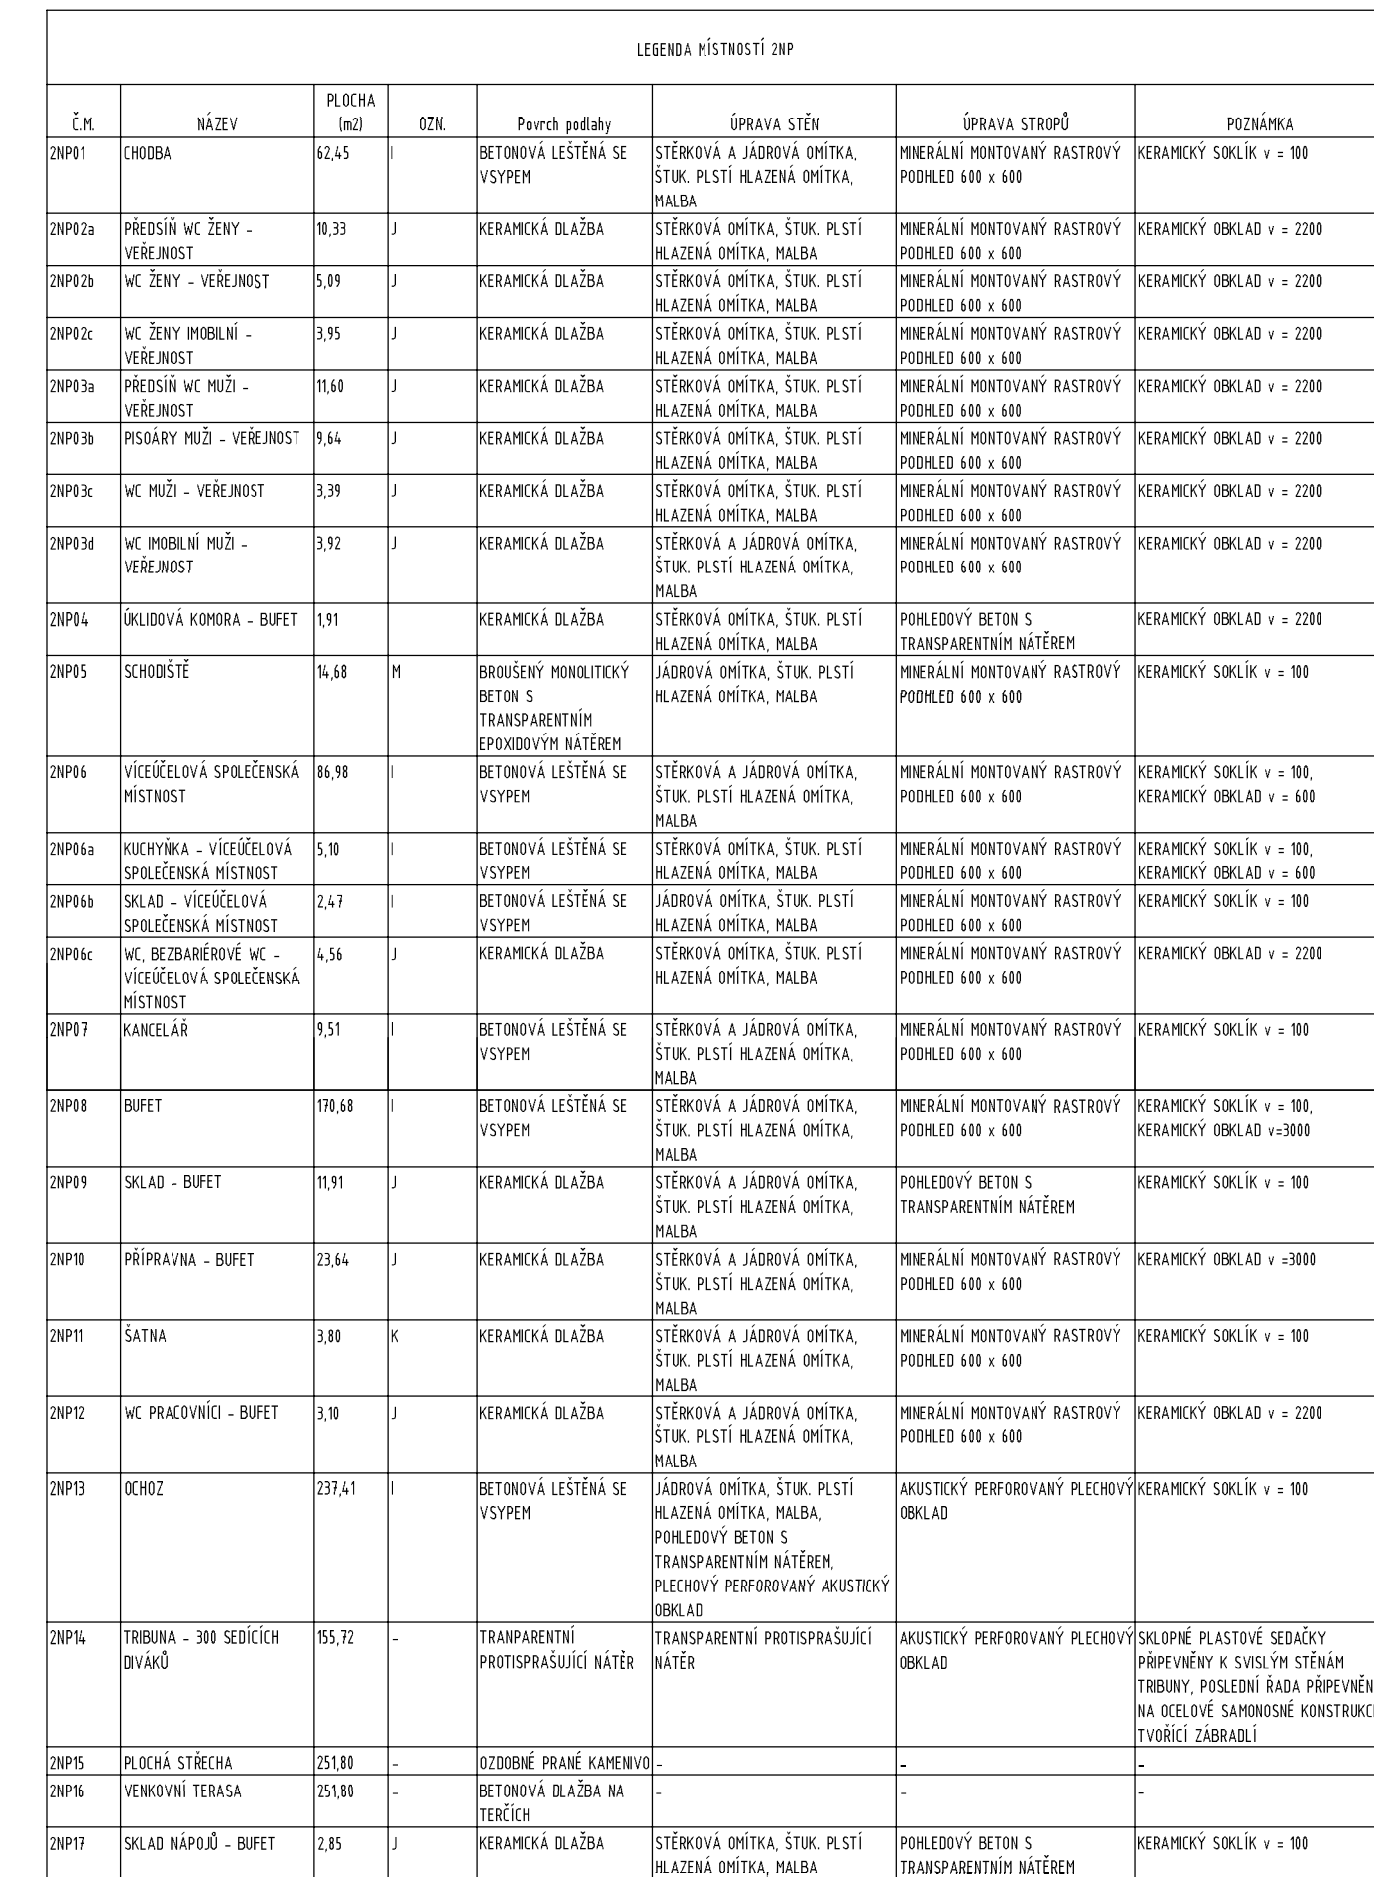 LEGENDA MÍSTNOSTÍ 2NP
Č.M. NÁZEV PLOCHA (m2) OZN. Povrch podlahy ÚPRAVA STĚN ÚPRAVA STROPŮ POZNÁMKA
2NP01 CHODBA 62,45 I BETONOVÁ LEŠTĚNÁ SE STĚRKOVÁ A JÁDROVÁ OMÍTKA, MINERÁLNÍ MONTOVANÝ RASTROVÝ KERAMICKÝ SOKLÍK v = 100
VSYPEM ŠTUK. PLSTÍ HLAZENÁ OMÍTKA, PODHLED 600 x 600
MALBA
2NP02a PŘEDSÍŇ WC ŽENY - 10,33 J KERAMICKÁ DLAŽBA STĚRKOVÁ OMÍTKA, ŠTUK. PLSTÍ MINERÁLNÍ MONTOVANÝ RASTROVÝ KERAMICKÝ OBKLAD v = 2200
VEŘEJNOST HLAZENÁ OMÍTKA, MALBA PODHLED 600 x 600
2NP02b WC ŽENY - VEŘEJNOST 5,09 J KERAMICKÁ DLAŽBA STĚRKOVÁ OMÍTKA, ŠTUK. PLSTÍ MINERÁLNÍ MONTOVANÝ RASTROVÝ KERAMICKÝ OBKLAD v = 2200
HLAZENÁ OMÍTKA, MALBA PODHLED 600 x 600
2NP02c WC ŽENY IMOBILNÍ - 3,95 J KERAMICKÁ DLAŽBA STĚRKOVÁ OMÍTKA, ŠTUK. PLSTÍ MINERÁLNÍ MONTOVANÝ RASTROVÝ KERAMICKÝ OBKLAD v = 2200
VEŘEJNOST HLAZENÁ OMÍTKA, MALBA PODHLED 600 x 600
2NP03a PŘEDSÍŇ WC MUŽI - 11,60 J KERAMICKÁ DLAŽBA STĚRKOVÁ OMÍTKA, ŠTUK. PLSTÍ MINERÁLNÍ MONTOVANÝ RASTROVÝ KERAMICKÝ OBKLAD v = 2200
VEŘEJNOST HLAZENÁ OMÍTKA, MALBA PODHLED 600 x 600
2NP03b PISOÁRY MUŽI - VEŘEJNOST 9,64 J KERAMICKÁ DLAŽBA STĚRKOVÁ OMÍTKA, ŠTUK. PLSTÍ MINERÁLNÍ MONTOVANÝ RASTROVÝ KERAMICKÝ OBKLAD v = 2200
HLAZENÁ OMÍTKA, MALBA PODHLED 600 x 600
2NP03c WC MUŽI - VEŘEJNOST 3,39 J KERAMICKÁ DLAŽBA STĚRKOVÁ OMÍTKA, ŠTUK. PLSTÍ MINERÁLNÍ MONTOVANÝ RASTROVÝ KERAMICKÝ OBKLAD v = 2200
HLAZENÁ OMÍTKA, MALBA PODHLED 600 x 600
2NP03d WC IMOBILNÍ MUŽI - 3,92 J KERAMICKÁ DLAŽBA STĚRKOVÁ A JÁDROVÁ OMÍTKA, MINERÁLNÍ MONTOVANÝ RASTROVÝ KERAMICKÝ OBKLAD v = 2200
VEŘEJNOST ŠTUK. PLSTÍ HLAZENÁ OMÍTKA, PODHLED 600 x 600
MALBA
2NP04 ÚKLIDOVÁ KOMORA - BUFET 1,91 KERAMICKÁ DLAŽBA STĚRKOVÁ OMÍTKA, ŠTUK. PLSTÍ POHLEDOVÝ BETON S KERAMICKÝ OBKLAD v = 2200
HLAZENÁ OMÍTKA, MALBA TRANSPARENTNÍM NÁTĚREM
2NP05 SCHODIŠTĚ 14,68 M BROUŠENÝ MONOLITICKÝ JÁDROVÁ OMÍTKA, ŠTUK. PLSTÍ MINERÁLNÍ MONTOVANÝ RASTROVÝ KERAMICKÝ SOKLÍK v = 100
BETON S HLAZENÁ OMÍTKA, MALBA PODHLED 600 x 600
TRANSPARENTNÍM
EPOXIDOVÝM NÁTĚREM
2NP06 VÍCEÚČELOVÁ SPOLEČENSKÁ 86,98 I BETONOVÁ LEŠTĚNÁ SE STĚRKOVÁ A JÁDROVÁ OMÍTKA, MINERÁLNÍ MONTOVANÝ RASTROVÝ KERAMICKÝ SOKLÍK v = 100,
MÍSTNOST VSYPEM ŠTUK. PLSTÍ HLAZENÁ OMÍTKA, PODHLED 600 x 600 KERAMICKÝ OBKLAD v = 600
MALBA
2NP06a KUCHYŇKA - VÍCEÚČELOVÁ 5,10 I BETONOVÁ LEŠTĚNÁ SE STĚRKOVÁ OMÍTKA, ŠTUK. PLSTÍ MINERÁLNÍ MONTOVANÝ RASTROVÝ KERAMICKÝ SOKLÍK v = 100,
SPOLEČENSKÁ MÍSTNOST VSYPEM HLAZENÁ OMÍTKA, MALBA PODHLED 600 x 600 KERAMICKÝ OBKLAD v = 600
2NP06b SKLAD - VÍCEÚČELOVÁ 2,47 I BETONOVÁ LEŠTĚNÁ SE JÁDROVÁ OMÍTKA, ŠTUK. PLSTÍ MINERÁLNÍ MONTOVANÝ RASTROVÝ KERAMICKÝ SOKLÍK v = 100
SPOLEČENSKÁ MÍSTNOST VSYPEM HLAZENÁ OMÍTKA, MALBA PODHLED 600 x 600
2NP06c WC, BEZBARIÉROVÉ WC - 4,56 J KERAMICKÁ DLAŽBA STĚRKOVÁ OMÍTKA, ŠTUK. PLSTÍ MINERÁLNÍ MONTOVANÝ RASTROVÝ KERAMICKÝ OBKLAD v = 2200
VÍCEÚČELOVÁ SPOLEČENSKÁ HLAZENÁ OMÍTKA, MALBA PODHLED 600 x 600
MÍSTNOST
2NP07 KANCELÁŘ 9,51 I BETONOVÁ LEŠTĚNÁ SE STĚRKOVÁ A JÁDROVÁ OMÍTKA, MINERÁLNÍ MONTOVANÝ RASTROVÝ KERAMICKÝ SOKLÍK v = 100
VSYPEM ŠTUK. PLSTÍ HLAZENÁ OMÍTKA, PODHLED 600 x 600
MALBA
2NP08 BUFET 170,68 I BETONOVÁ LEŠTĚNÁ SE STĚRKOVÁ A JÁDROVÁ OMÍTKA, MINERÁLNÍ MONTOVANÝ RASTROVÝ KERAMICKÝ SOKLÍK v = 100,
VSYPEM ŠTUK. PLSTÍ HLAZENÁ OMÍTKA, PODHLED 600 x 600 KERAMICKÝ OBKLAD v=3000
MALBA
2NP09 SKLAD - BUFET 11,91 J KERAMICKÁ DLAŽBA STĚRKOVÁ A JÁDROVÁ OMÍTKA, POHLEDOVÝ BETON S KERAMICKÝ SOKLÍK v = 100
ŠTUK. PLSTÍ HLAZENÁ OMÍTKA, TRANSPARENTNÍM NÁTĚREM
MALBA
2NP10 PŘÍPRAVNA - BUFET 23,64 J KERAMICKÁ DLAŽBA STĚRKOVÁ A JÁDROVÁ OMÍTKA, MINERÁLNÍ MONTOVANÝ RASTROVÝ KERAMICKÝ OBKLAD v =3000
ŠTUK. PLSTÍ HLAZENÁ OMÍTKA, PODHLED 600 x 600
MALBA
2NP11 ŠATNA 3,80 K KERAMICKÁ DLAŽBA STĚRKOVÁ A JÁDROVÁ OMÍTKA, MINERÁLNÍ MONTOVANÝ RASTROVÝ KERAMICKÝ SOKLÍK v = 100
ŠTUK. PLSTÍ HLAZENÁ OMÍTKA, PODHLED 600 x 600
MALBA
2NP12 WC PRACOVNÍCI - BUFET 3,10 J KERAMICKÁ DLAŽBA STĚRKOVÁ A JÁDROVÁ OMÍTKA, MINERÁLNÍ MONTOVANÝ RASTROVÝ KERAMICKÝ OBKLAD v = 2200
ŠTUK. PLSTÍ HLAZENÁ OMÍTKA, PODHLED 600 x 600
MALBA
2NP13 OCHOZ 237,41 I BETONOVÁ LEŠTĚNÁ SE JÁDROVÁ OMÍTKA, ŠTUK. PLSTÍ AKUSTICKÝ PERFOROVANÝ PLECHOVÝ KERAMICKÝ SOKLÍK v = 100
VSYPEM HLAZENÁ OMÍTKA, MALBA, OBKLAD
POHLEDOVÝ BETON S
TRANSPARENTNÍM NÁTĚREM,
PLECHOVÝ PERFOROVANÝ AKUSTICKÝ
OBKLAD
2NP14 TRIBUNA - 300 SEDÍCÍCH 155,72 - TRANPARENTNÍ TRANSPARENTNÍ PROTISPRAŠUJÍCÍ AKUSTICKÝ PERFOROVANÝ PLECHOVÝ SKLOPNÉ PLASTOVÉ SEDAČKY
DIVÁKŮ PROTISPRAŠUJÍCÍ NÁTĚR NÁTĚR OBKLAD PŘIPEVNĚNY K SVISLÝM STĚNÁM
TRIBUNY, POSLEDNÍ ŘADA PŘIPEVNĚN
NA OCELOVÉ SAMONOSNÉ KONSTRUKC
TVOŘÍCÍ ZÁBRADLÍ
2NP15 PLOCHÁ STŘECHA 251,80 - OZDOBNÉ PRANÉ KAMENIVO - - -
2NP16 VENKOVNÍ TERASA 251,80 - BETONOVÁ DLAŽBA NA - - -
TERČÍCH
2NP17 SKLAD NÁPOJŮ - BUFET 2,85 J KERAMICKÁ DLAŽBA STĚRKOVÁ OMÍTKA, ŠTUK. PLSTÍ POHLEDOVÝ BETON S KERAMICKÝ SOKLÍK v = 100
HLAZENÁ OMÍTKA, MALBA TRANSPARENTNÍM NÁTĚREM